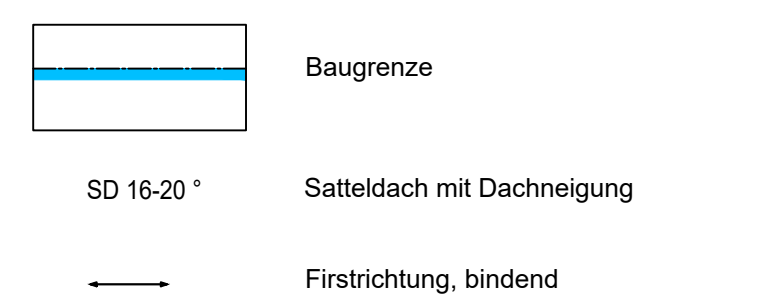 Baugrenze
SD 16-20 ° Satteldach mit Dachneigung
Firstrichtung, bindend